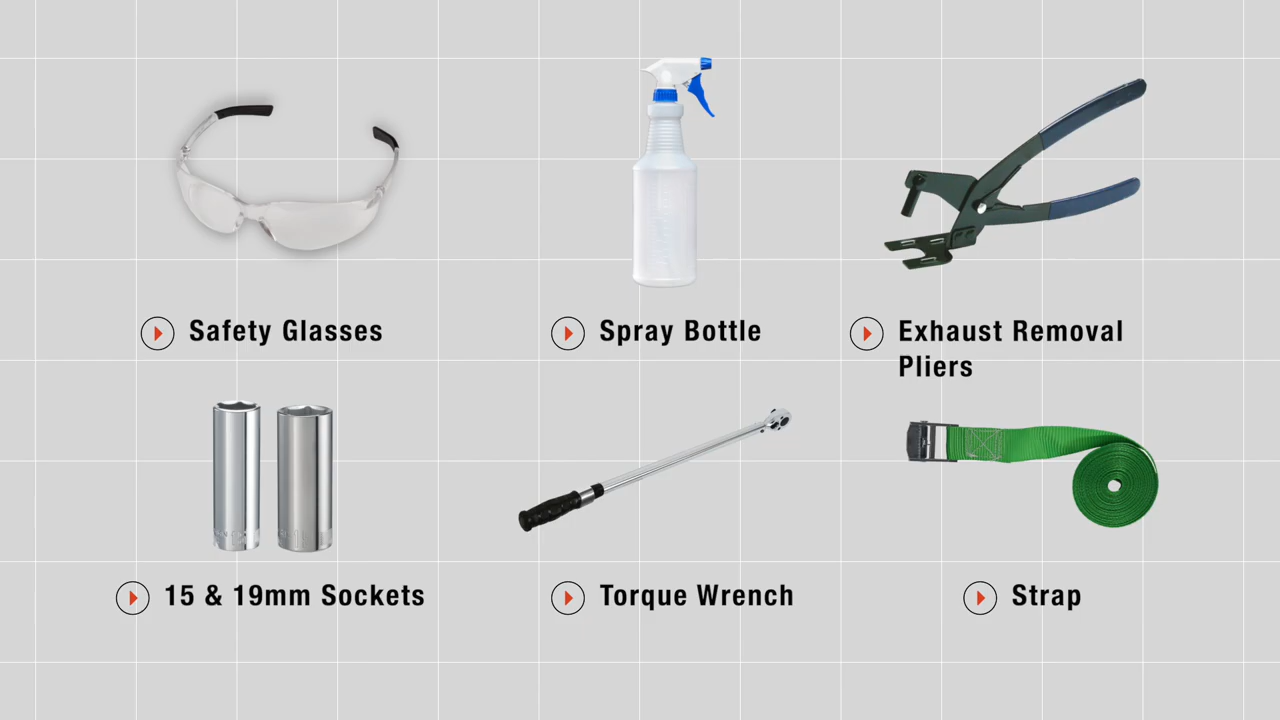 Safety Glasses
Spray Bottle
Exhaust Removal
Pliers
15 & 19mm Sockets
Torque Wrench
Strap